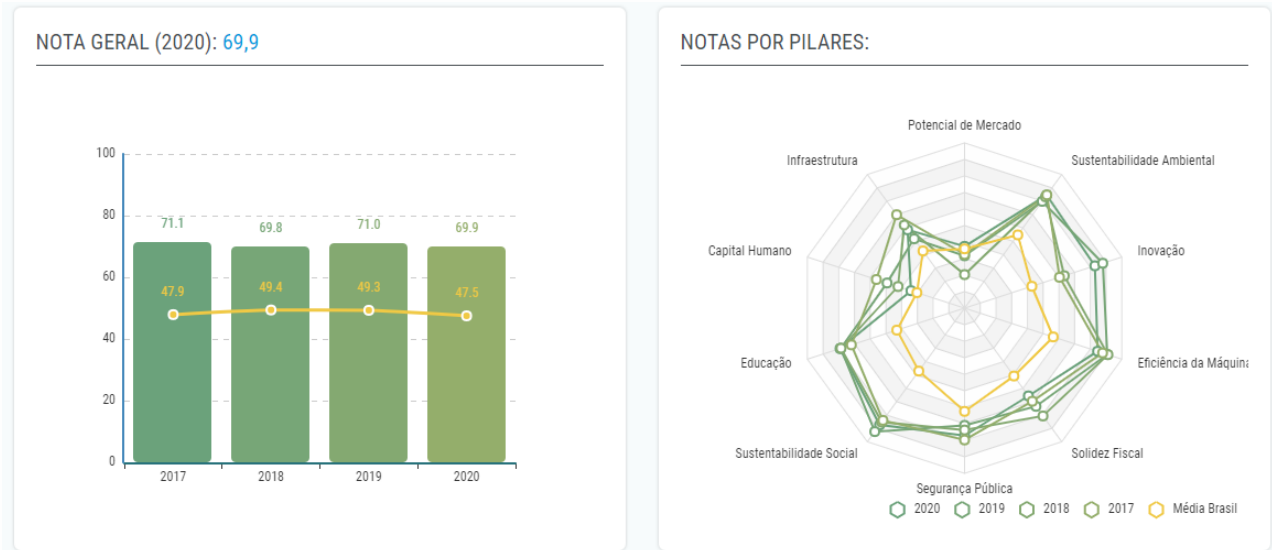 NOTA GERAL (2020): 69,9
100
80
60
40
20
0
71.1
69.8
71.0
69.9
47.9
49.4
49.3
47.5
2017
2018
2019
2020
NOTAS POR PILARES:
Potencial de Mercado
Infraestrutura
Sustentabilidade Ambiental
Capital Humano
Inovação
Educação
Eficiência da Máquina
Sustentabilidade Social
Solidez Fiscal
Segurança Pública
2020 2019 2018 2017 Média Brasil